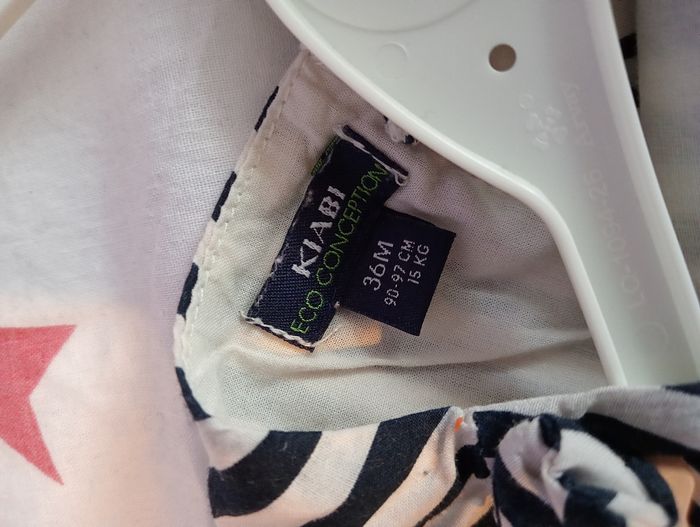 KIABI
ECO CONCEPTION
36M
90-97 CM
15 KG